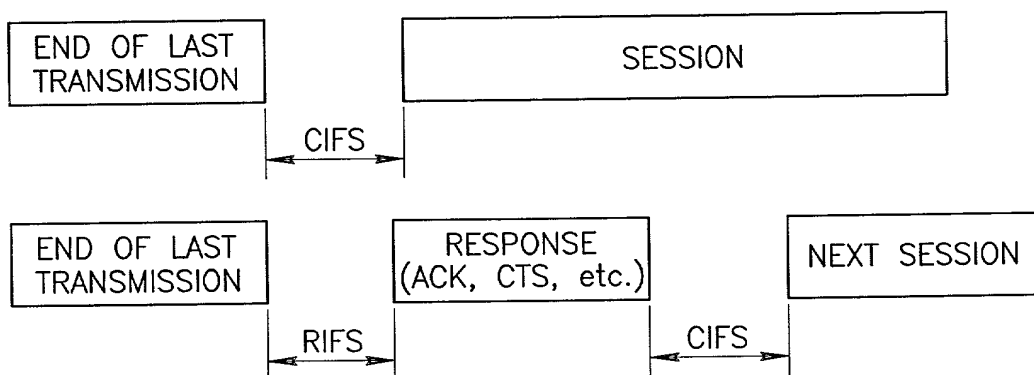 END OF LAST
TRANSMISSION
SESSION
CIFS
END OF LAST
TRANSMISSION
RESPONSE
(ACK, CTS, etc.)
NEXT SESSION
RIFS
CIFS